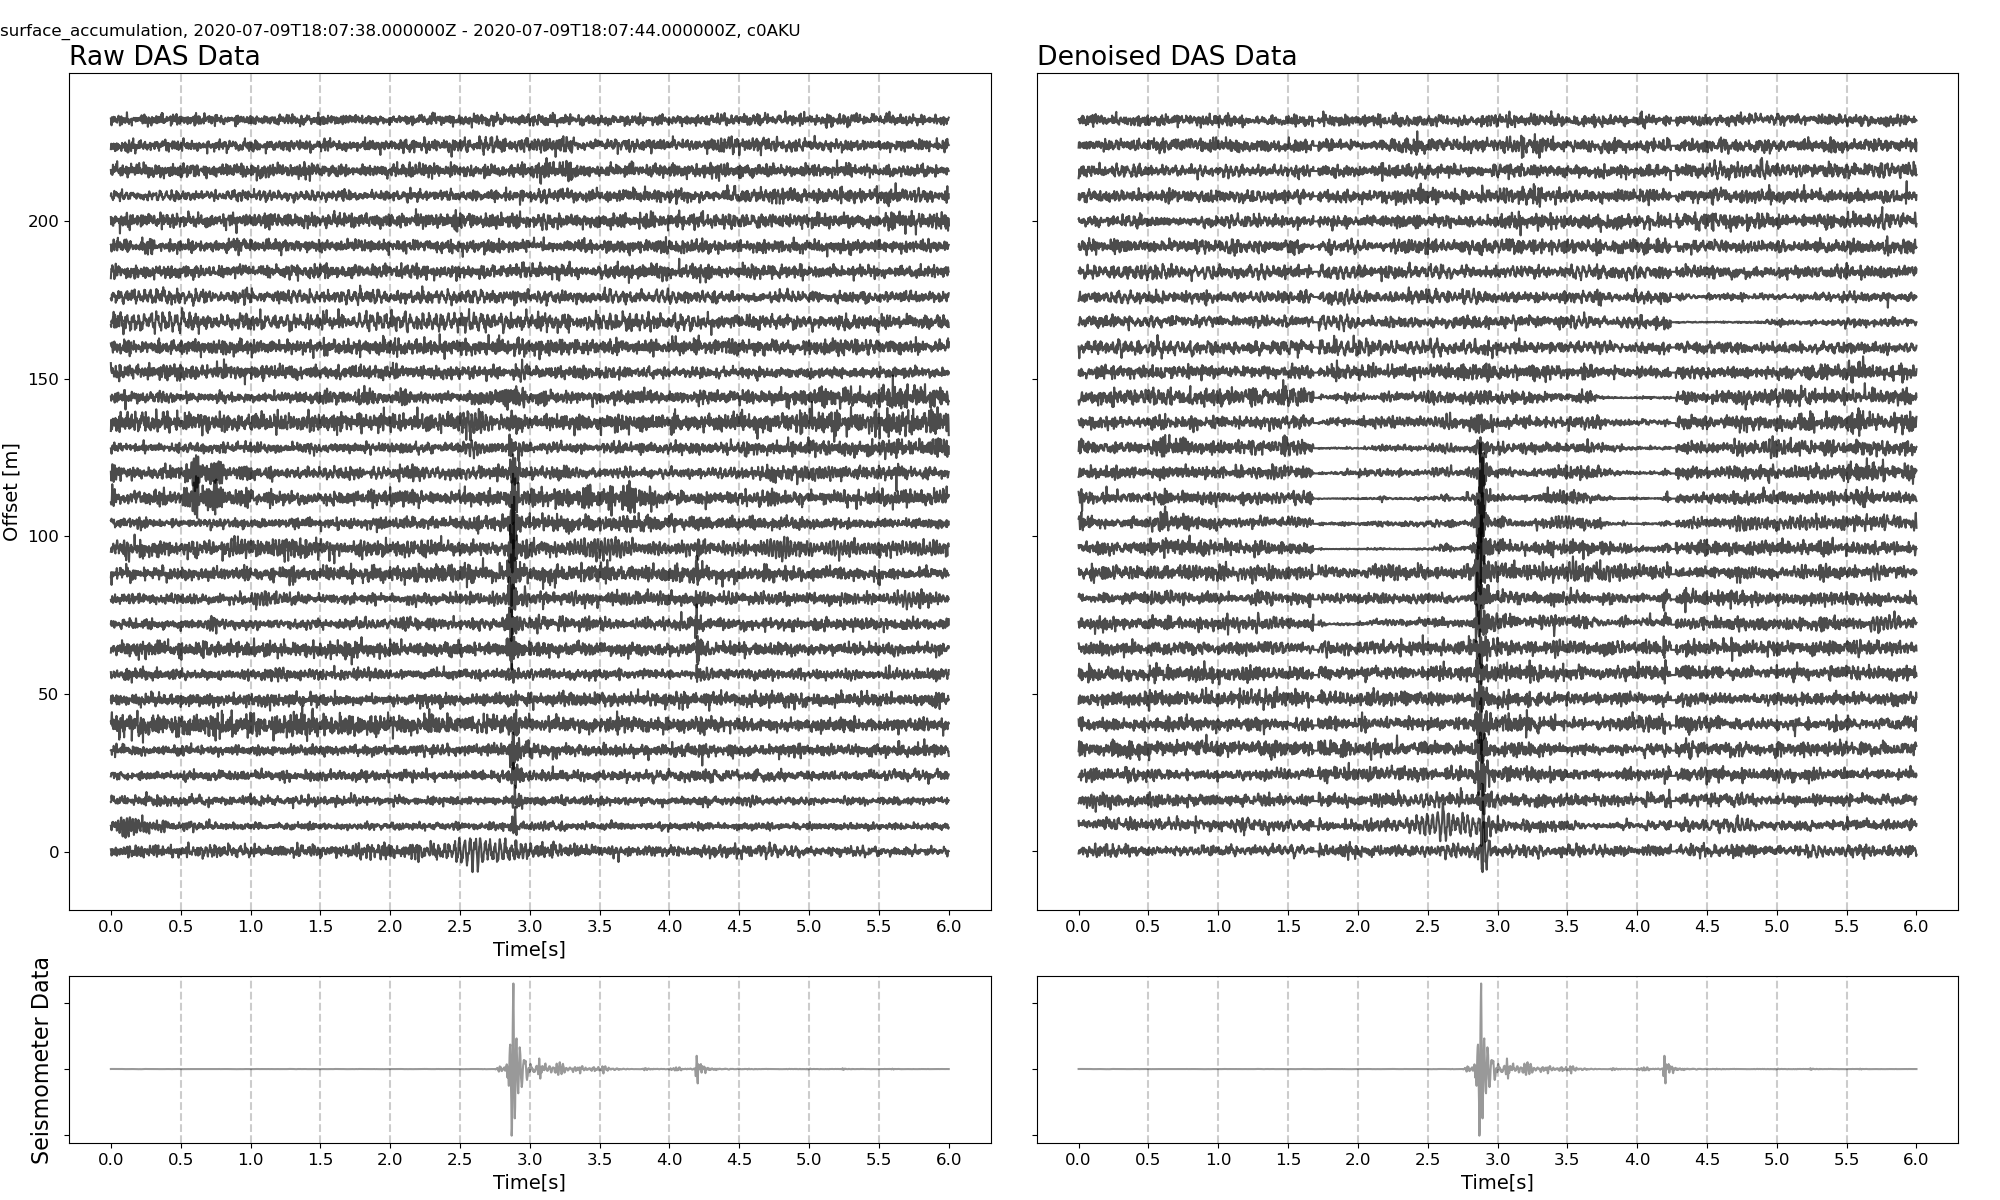 surface_accumulation, 2020-07-09T18:07:38.000000Z - 2020-07-09T18:07:44.000000Z, c0AKU
Raw DAS Data
Denoised DAS Data
Offset [m]
200
150
100
50
0
0.0 0.5 1.0 1.5 2.0 2.5 3.0 3.5 4.0 4.5 5.0 5.5 6.0
Time[s]
0.0 0.5 1.0 1.5 2.0 2.5 3.0 3.5 4.0 4.5 5.0 5.5 6.0
Seismometer Data
0.0 0.5 1.0 1.5 2.0 2.5 3.0 3.5 4.0 4.5 5.0 5.5 6.0
Time[s]
0.0 0.5 1.0 1.5 2.0 2.5 3.0 3.5 4.0 4.5 5.0 5.5 6.0
Time[s]